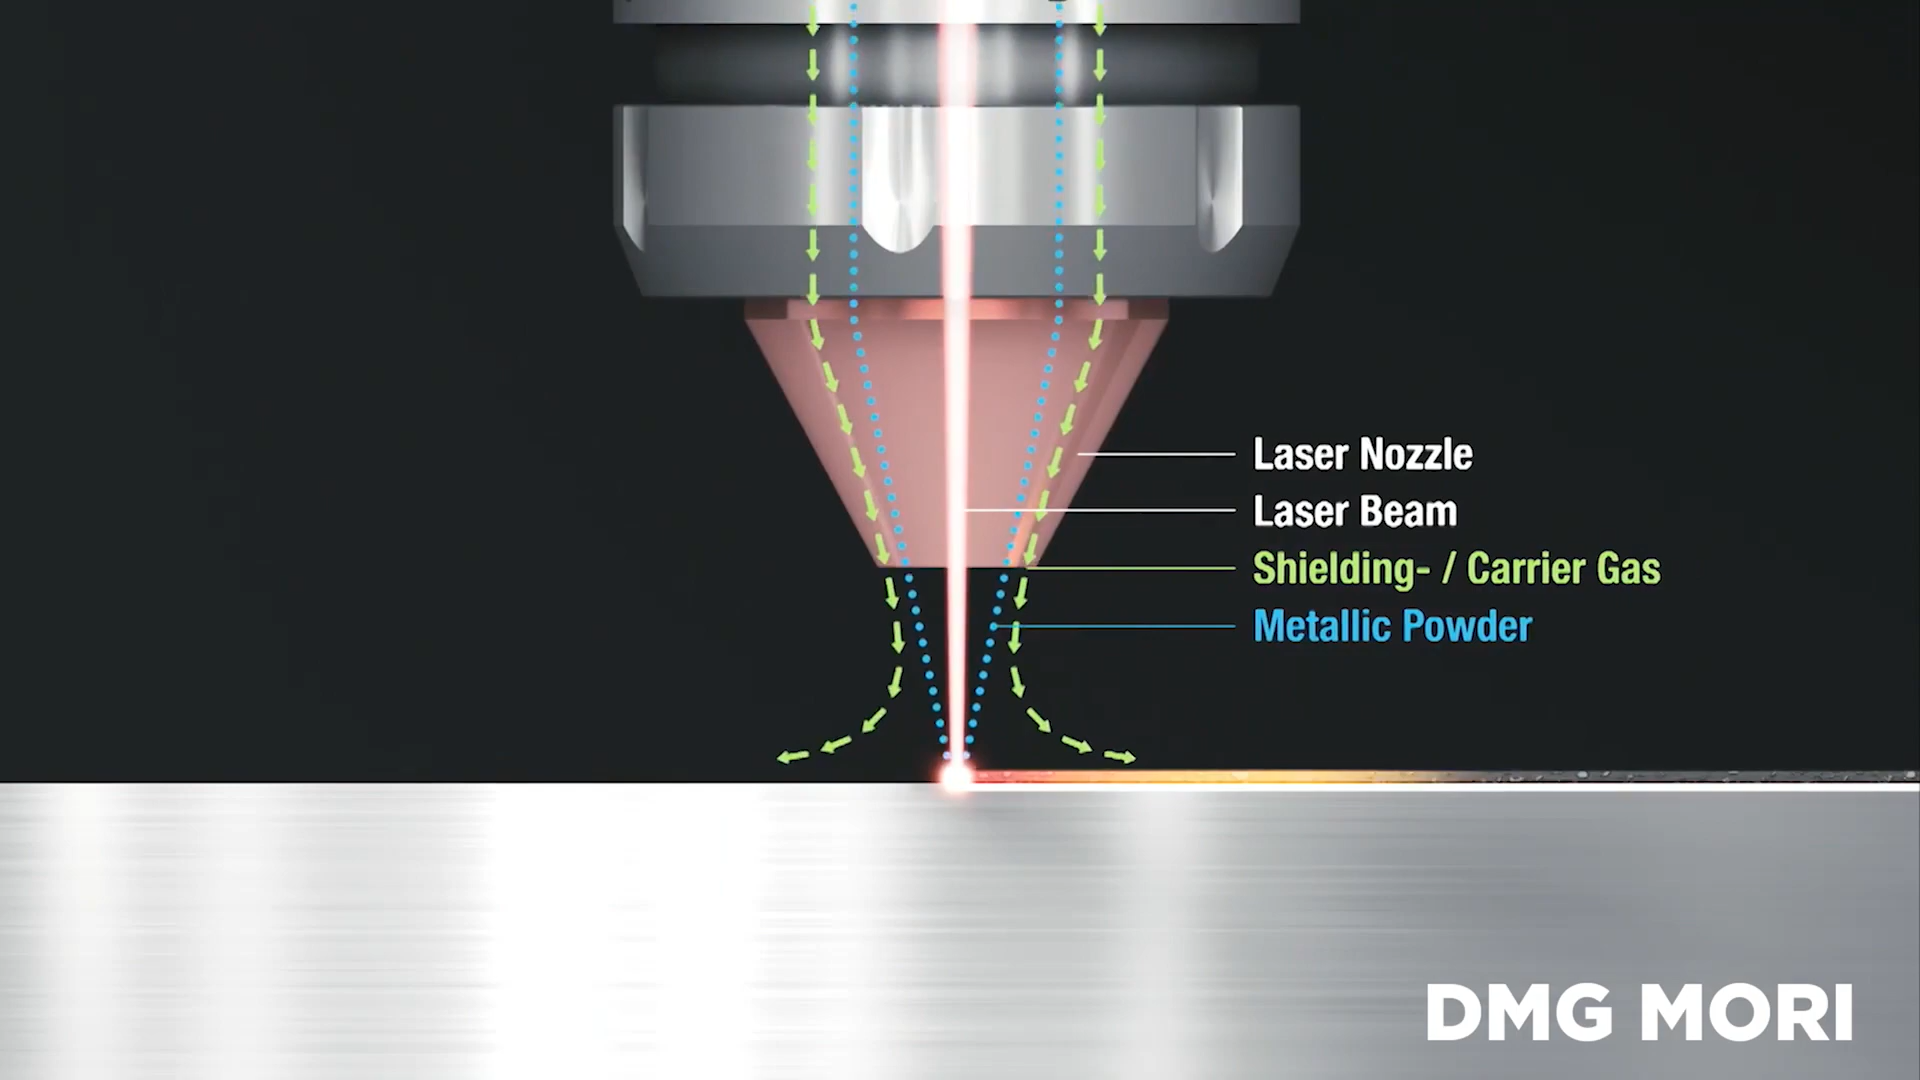 Laser Nozzle
Laser Beam
Shielding- / Carrier Gas
Metallic Powder
DMG MORI